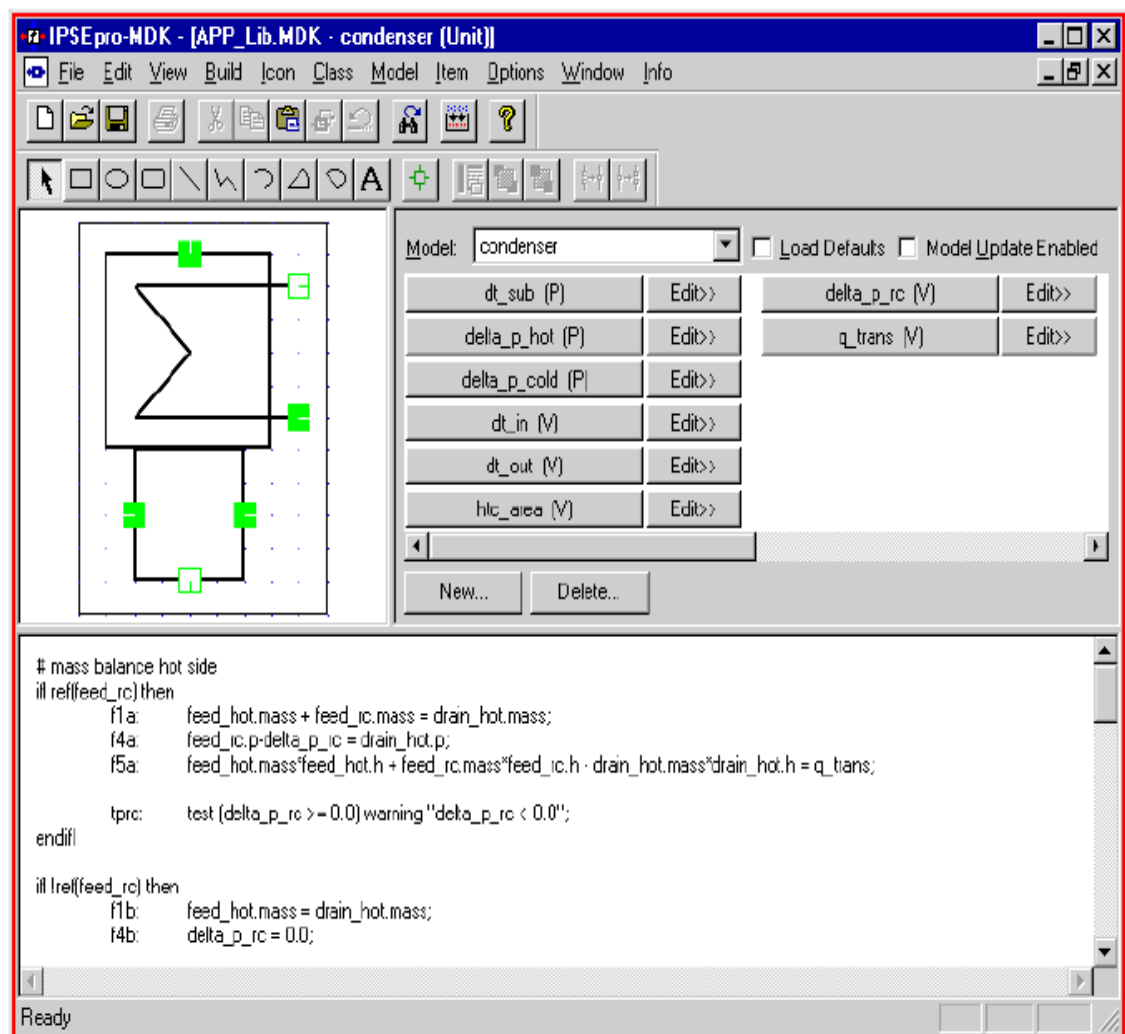 IPSEpro-MDK - [APP_Lib.MDK - condenser (Unit)]
File Edit View Build Icon Class Model Item Options Window Info
A
Model: condenser Load Defaults Model Update Enabled
dt_sub (P) Edit>> delta_p_rc (V) Edit>>
delta_p_hot (P) Edit>> q_trans (V) Edit>>
delta_p_cold (P) Edit>>
dt_in (V) Edit>>
dt_out (V) Edit>>
htc_area (V) Edit>>
New... Delete...
# mass balance hot side
ifl ref(feed_rc) then
f1a: feed_hot.mass + feed_rc.mass = drain_hot.mass;
f4a: feed_rc.p-delta_p_rc = drain_hot.p;
f5a: feed_hot.mass*feed_hot.h + feed_rc.mass*feed_rc.h - drain_hot.mass*drain_hot.h = q_trans;
tprc: test (delta_p_rc >= 0.0) warning "delta_p_rc < 0.0";
endifl
ifl !ref(feed_rc) then
f1b: feed_hot.mass = drain_hot.mass;
f4b: delta_p_rc = 0.0;
Ready